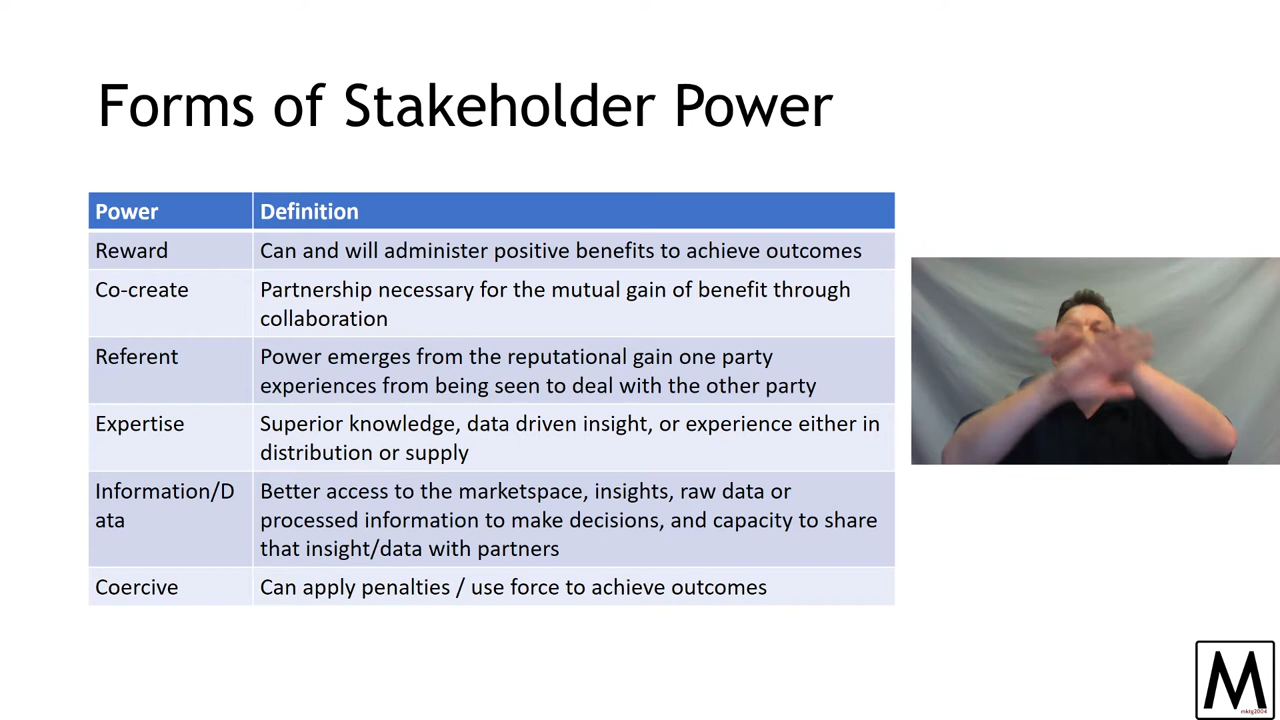 Forms of Stakeholder Power
Power Definition
Reward Can and will administer positive benefits to achieve outcomes
Co-create Partnership necessary for the mutual gain of benefit through
collaboration
Referent Power emerges from the reputational gain one party
experiences from being seen to deal with the other party
Expertise Superior knowledge, data driven insight, or experience either in
distribution or supply
Information/D Better access to the marketspace, insights, raw data or
ata processed information to make decisions, and capacity to share
that insight/data with partners
Coercive Can apply penalties / use force to achieve outcomes
M
mktg2004